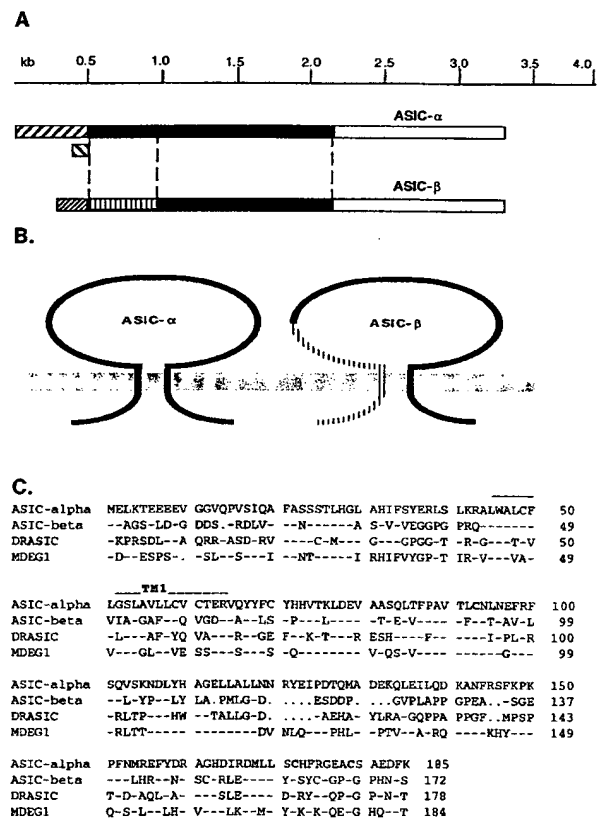 A
kb 0.5 1.0 1.5 2.0 2.5 3.0 3.5 4.0
ASIC-α
ASIC-β
B.
ASIC-α ASIC-β
C.
ASIC-alpha MELKTEEEEV GGVQPVSIQA FASSSTLHGL AHIFSYERLS LKRALWALCF 50
ASIC-beta --AGS-LD-G DDS.-RDLV- --N-----A S-V-VEGGPG PRQ------- 49
DRASIC -KPRSDL--A QRR-ASD-RV ---C-M--- --G---GPGG-T -R-G---T-V 50
MDEG1 -D--ESPS-. -SL--S---I --NT-----I RHIFVYGP-T IR-V---VA- 49
TM1
ASIC-alpha LGSLAVLLCV CTERVQYYFC YHHVTKLDEV AASQLTFPAV TLCNLNEFRF 100
ASIC-beta VIA-GAF--Q VGD--A--LS -P---L---- -T-E-V---- --F--T-AV-L 99
DRASIC L---AF--YQ VA---R--GE F--K-T---R ESH---F--- ---I-PL-R 100
MDEG1 V---GL--VE SS---S--S -Q-------- -VQS-V---- -----G-- 99
ASIC-alpha SQVSKNDLYH AGELLALLNN RYEIPDTQMA DEKQLEILQD KANFRSFKPK 150
ASIC-beta --L-YP--LY LA.PMLG-D. ....ESDDP. .GVPLAPPG PGEA...SGE 137
DRASIC -RLTP---HW -TALLG-D. ....-AEHA- YLRA-GQPPA PPGF..MPSP 143
MDEG1 -RLTT----- -------DV NLQ--PHL- -PTV--A-RQ ----KHY-- 149
ASIC-alpha PFNMREFYDR AGHDIRDMLL SCHFRGEACS AEDFK 185
ASIC-beta --LHR--N-- SC-RLE---- Y-SYC-GP-G PHN-S 172
DRASIC T-D-AQL-A- ---SLE---- D-RY--QP-G P-N-T 178
MDEG1 Q-S-L--LH- V---LK--M- Y-K-K-QE-G HQ--T 184